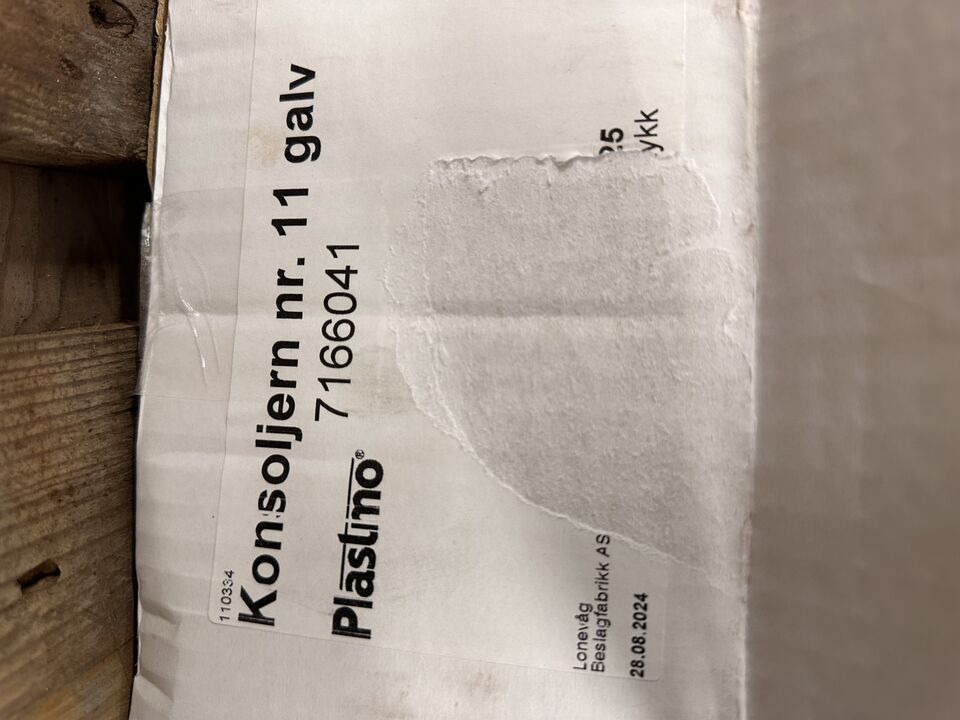 110334
Konsoljern nr. 11 galv
7166041
Plastimo®
Lonevåg
Beslagfabrikk AS
28.08.2024
25
ykk